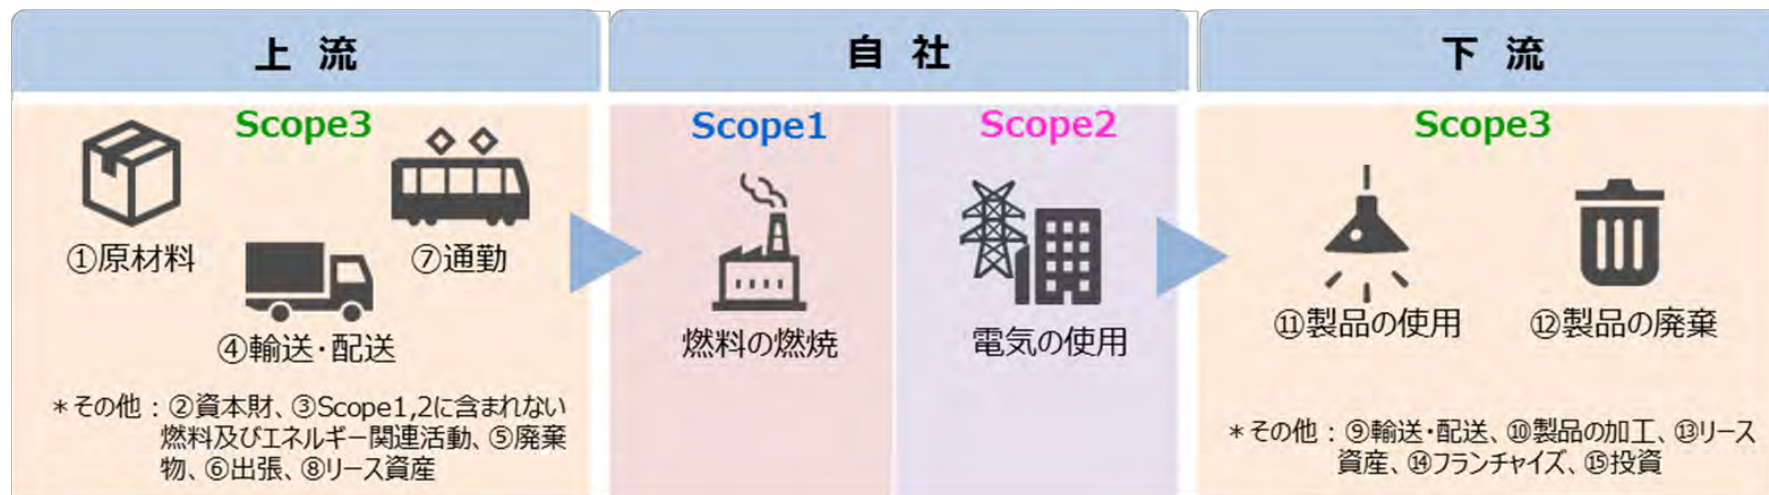 上 流
Scope3
①原材料
⑦通勤
④輸送・配送
＊その他：②資本財、③Scope1,2に含まれない
燃料及びエネルギー関連活動、⑤廃棄
物、⑥出張、⑧リース資産
自 社
Scope1
燃料の燃焼
Scope2
電気の使用
下 流
Scope3
⑪製品の使用
⑫製品の廃棄
＊その他：⑨輸送・配送、⑩製品の加工、⑬リース
資産、⑭フランチャイズ、⑮投資